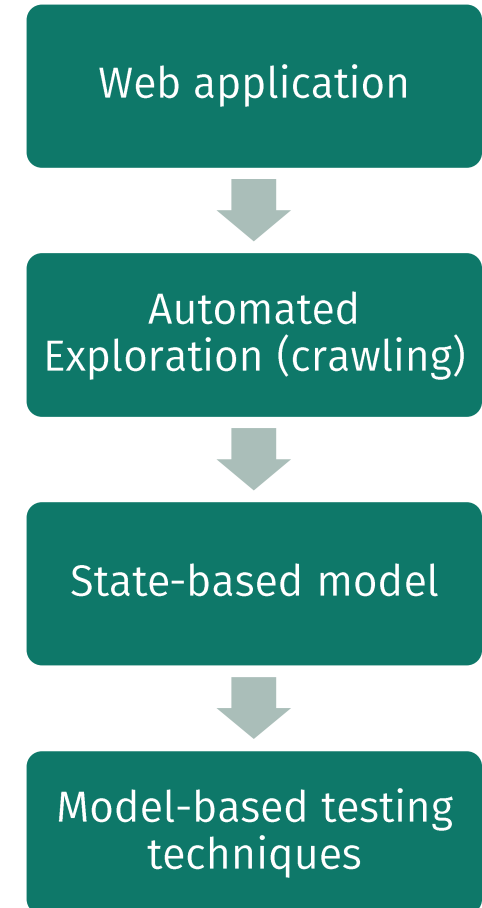 Web application
Automated
Exploration (crawling)
State-based model
Model-based testing
techniques